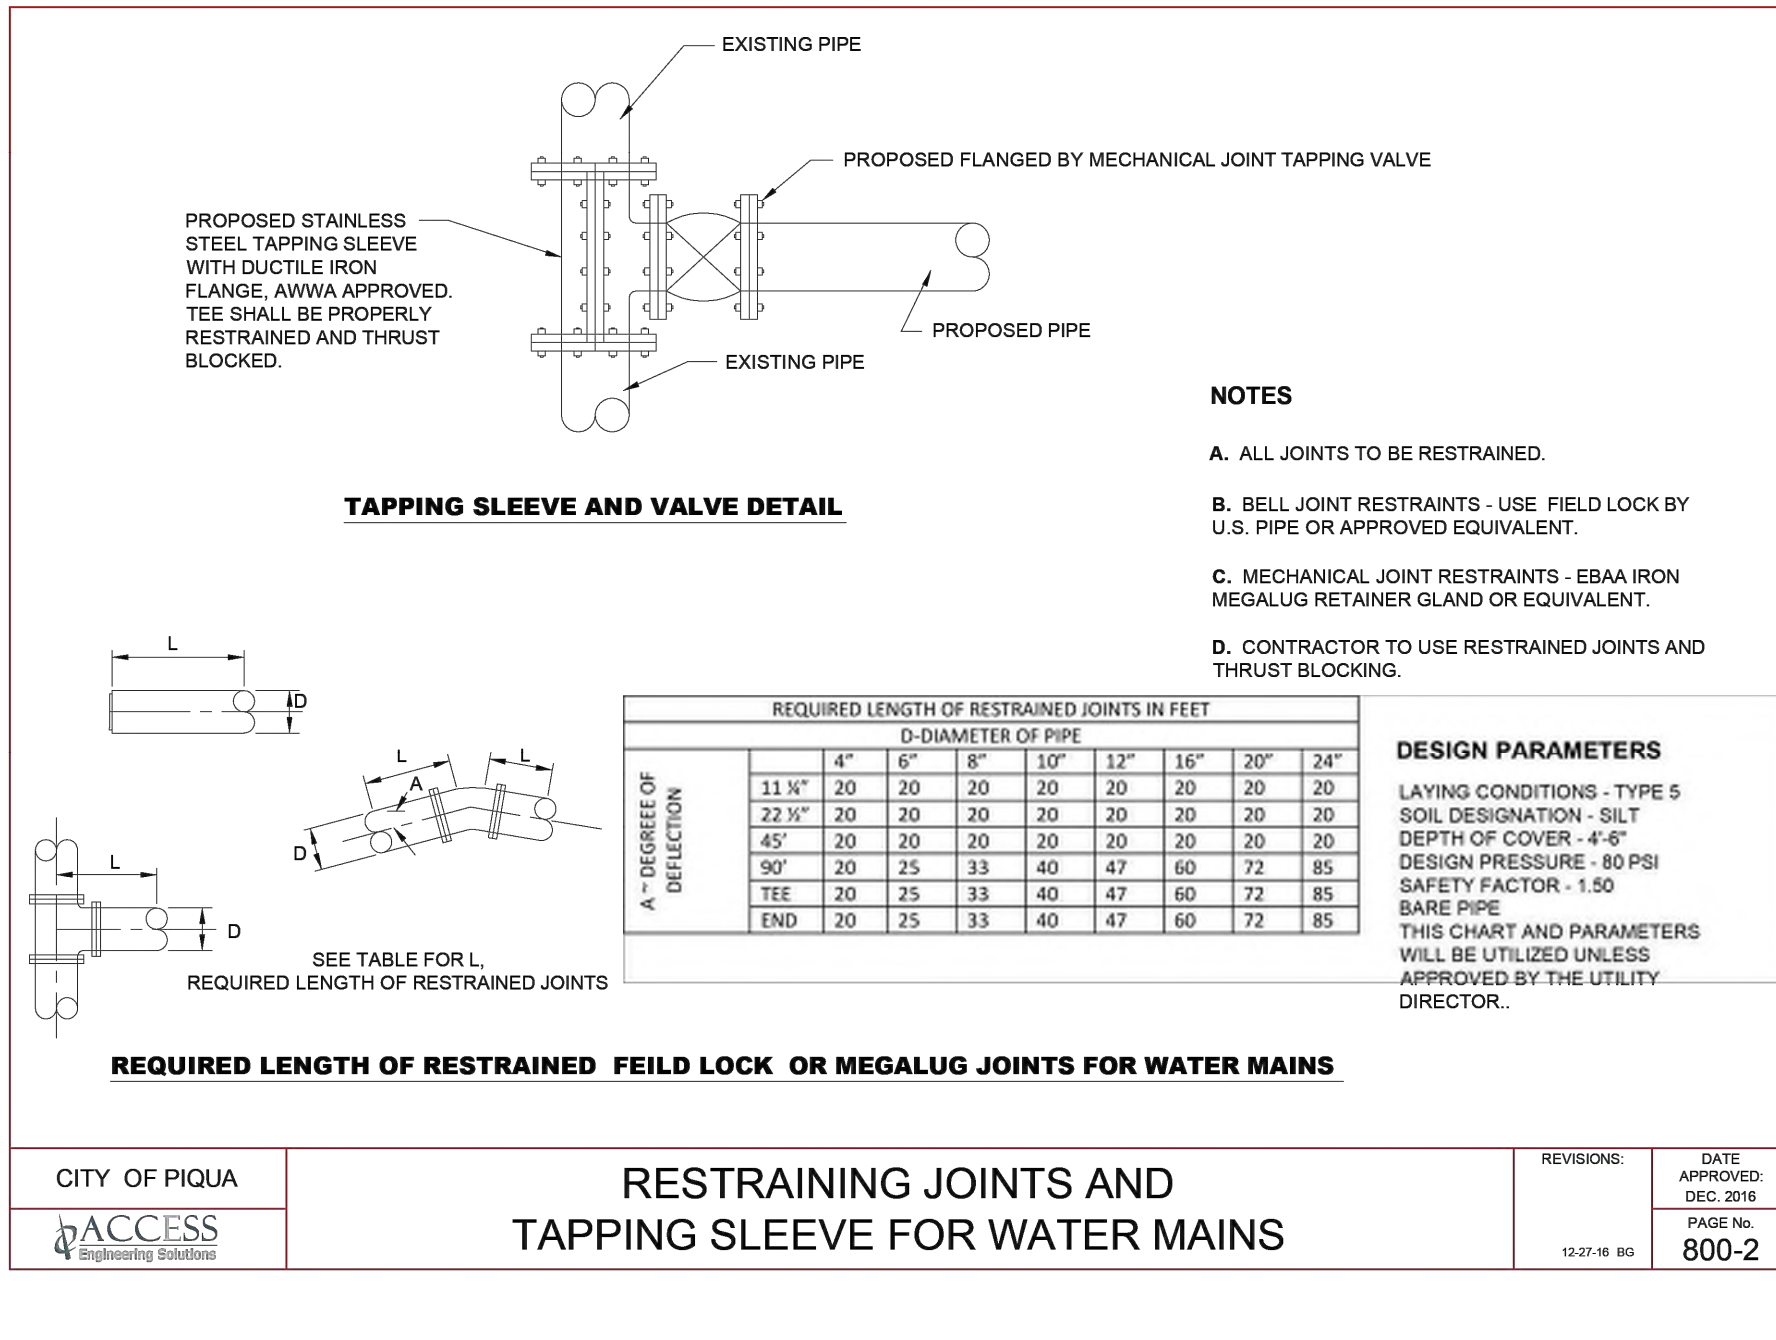 EXISTING PIPE
PROPOSED FLANGED BY MECHANICAL JOINT TAPPING VALVE
PROPOSED STAINLESS
STEEL TAPPING SLEEVE
WITH DUCTILE IRON
FLANGE, AWWA APPROVED.
TEE SHALL BE PROPERLY
RESTRAINED AND THRUST
BLOCKED.
PROPOSED PIPE
EXISTING PIPE
TAPPING SLEEVE AND VALVE DETAIL
NOTES
A. ALL JOINTS TO BE RESTRAINED.
B. BELL JOINT RESTRAINTS - USE FIELD LOCK BY
U.S. PIPE OR APPROVED EQUIVALENT.
C. MECHANICAL JOINT RESTRAINTS - EBAA IRON
MEGALUG RETAINER GLAND OR EQUIVALENT.
D. CONTRACTOR TO USE RESTRAINED JOINTS AND
THRUST BLOCKING.
L
D
L
L
A
D
L
D
SEE TABLE FOR L,
REQUIRED LENGTH OF RESTRAINED JOINTS
REQUIRED LENGTH OF RESTRAINED JOINTS IN FEET
D-DIAMETER OF PIPE
A ~ DEGREEE OF
DEFLECTION
4" 6" 8" 10" 12" 16" 20" 24"
11 ¼" 20 20 20 20 20 20 20 20
22 ½" 20 20 20 20 20 20 20 20
45' 20 20 20 20 20 20 20 20
90' 20 25 33 40 47 60 72 85
TEE 20 25 33 40 47 60 72 85
END 20 25 33 40 47 60 72 85
DESIGN PARAMETERS
LAYING CONDITIONS - TYPE 5
SOIL DESIGNATION - SILT
DEPTH OF COVER - 4'-6"
DESIGN PRESSURE - 80 PSI
SAFETY FACTOR - 1.50
BARE PIPE
THIS CHART AND PARAMETERS
WILL BE UTILIZED UNLESS
APPROVED BY THE UTILITY
DIRECTOR..
REQUIRED LENGTH OF RESTRAINED FEILD LOCK OR MEGALUG JOINTS FOR WATER MAINS
CITY OF PIQUA
ACCESS
Engineering Solutions
RESTRAINING JOINTS AND
TAPPING SLEEVE FOR WATER MAINS
REVISIONS:
12-27-16 BG
DATE
APPROVED:
DEC. 2016
PAGE No.
800-2